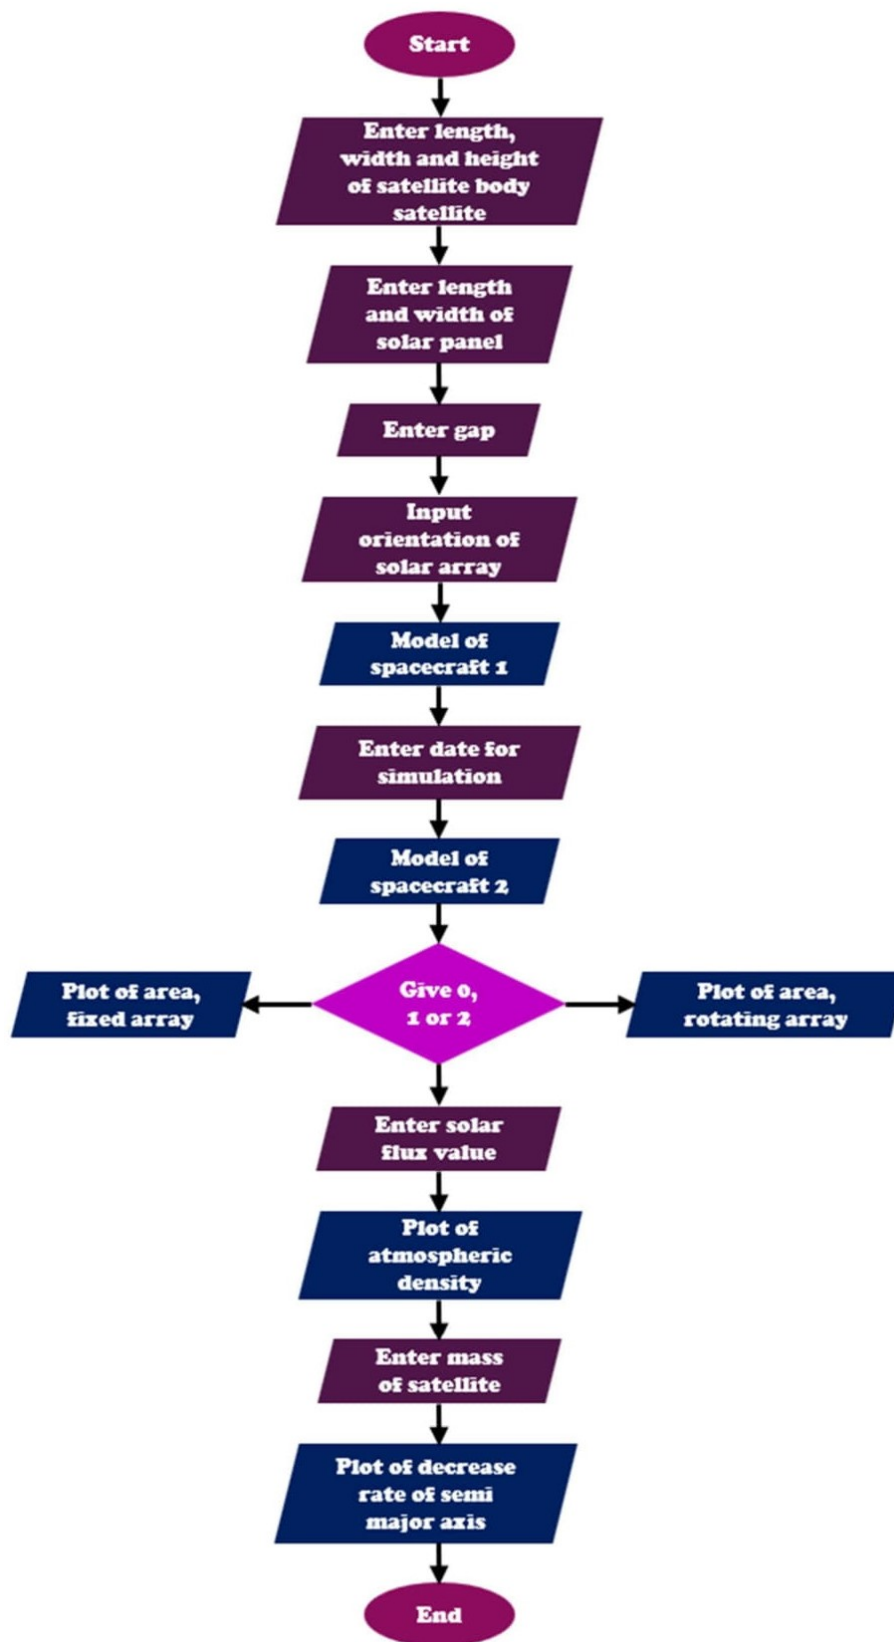 Start
Enter length,
width and height
of satellite body
satellite
Enter length
and width of
solar panel
Enter gap
Input
orientation of
solar array
Model of
spacecraft 1
Enter date for
simulation
Model of
spacecraft 2
Plot of area,
fixed array
Give 0,
1 or 2
Plot of area,
rotating array
Enter solar
flux value
Plot of
atmospheric
density
Enter mass
of satellite
Plot of decrease
rate of semi
major axis
End